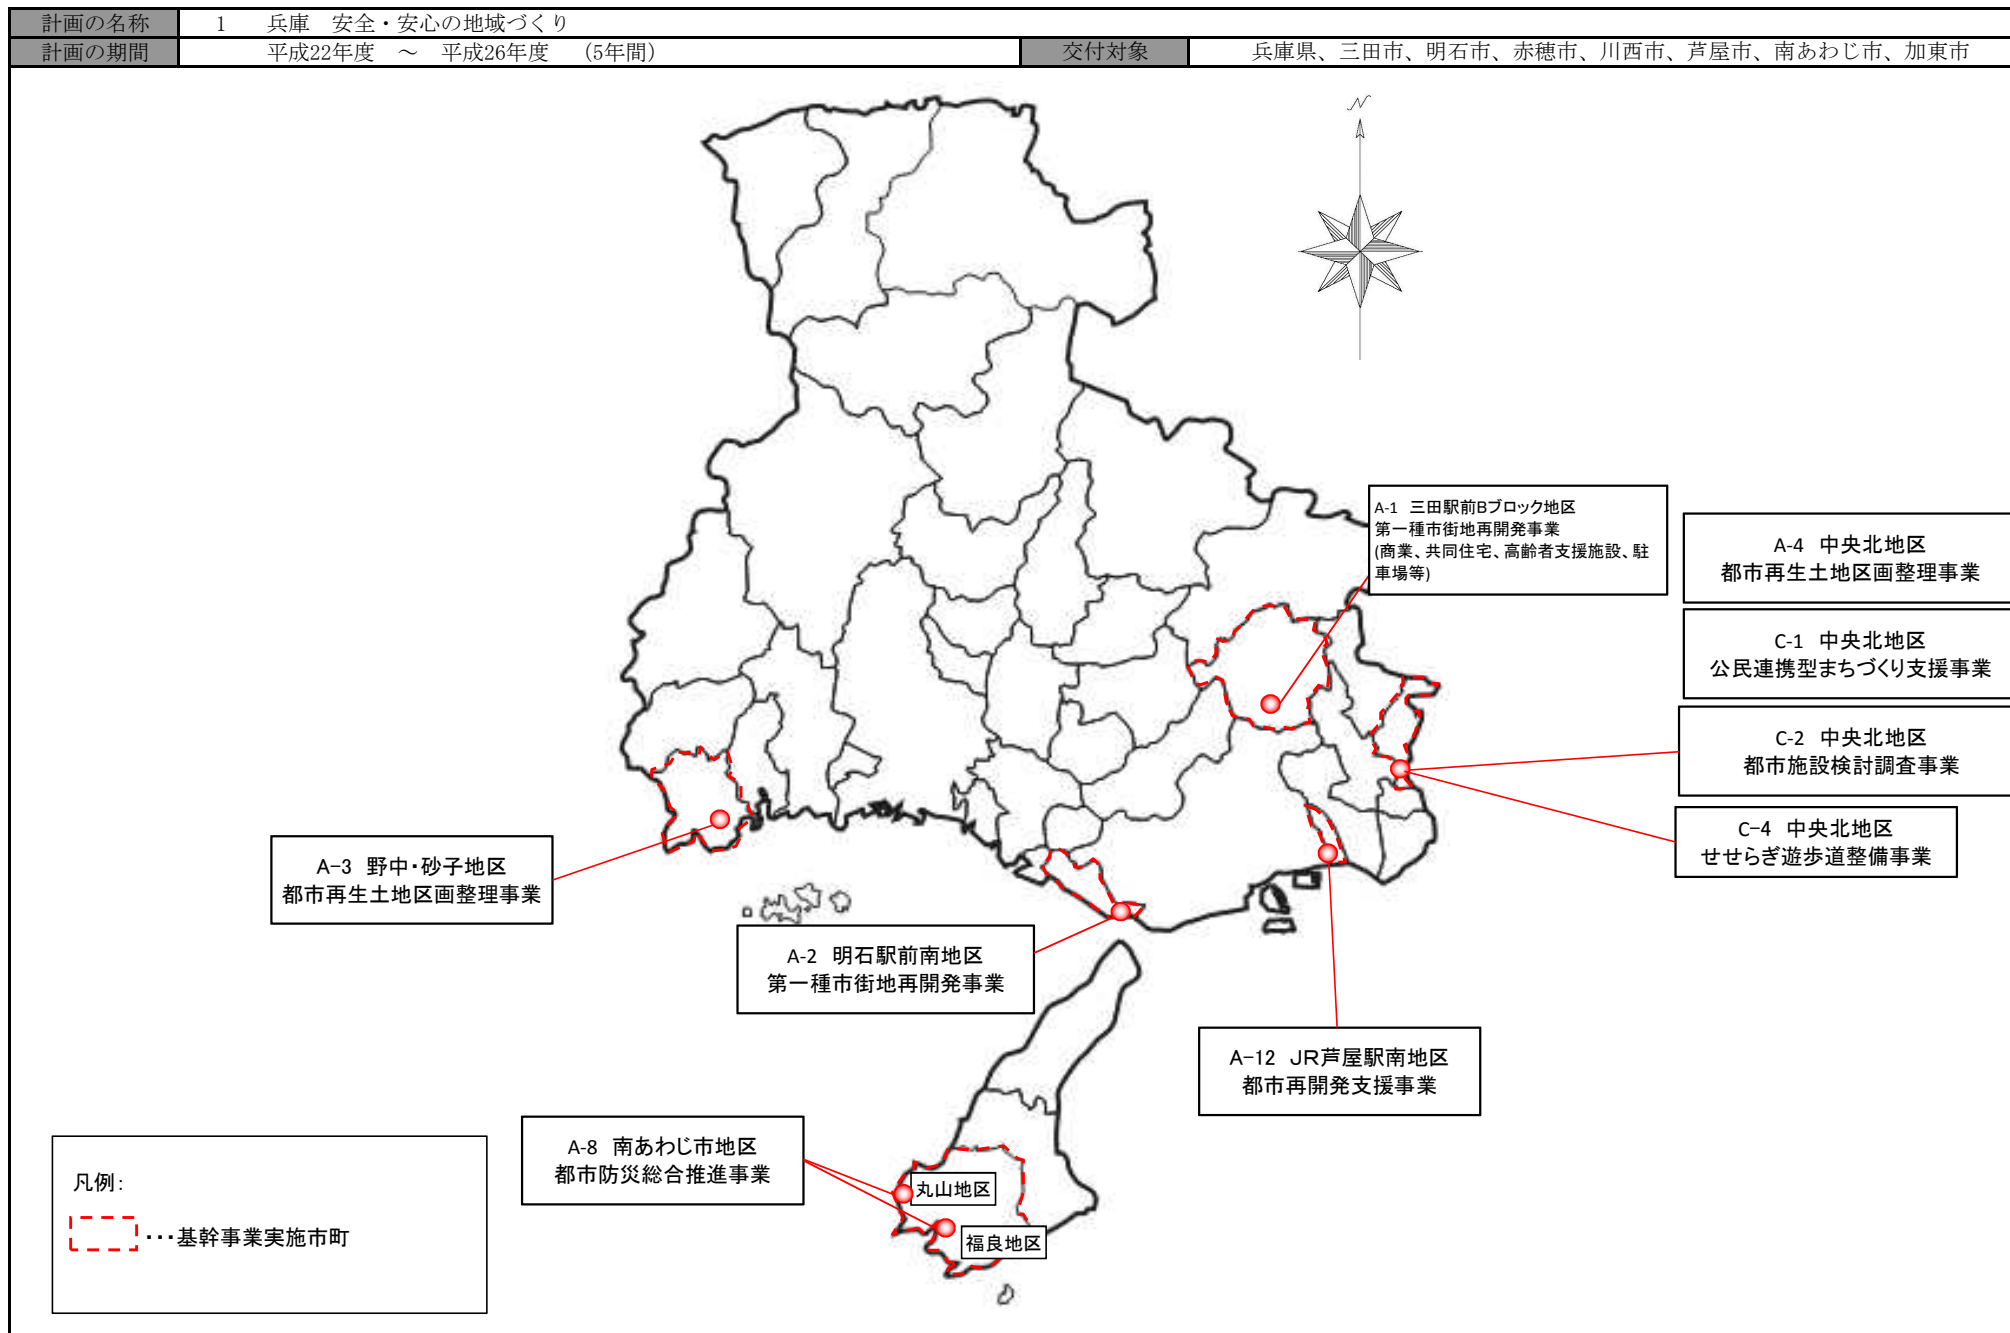 計画の名称 1 兵庫 安全・安心の地域づくり
計画の期間 平成22年度 ～ 平成26年度 (5年間) 交付対象 兵庫県、三田市、明石市、赤穂市、川西市、芦屋市、南あわじ市、加東市
N
A-1 三田駅前Bブロック地区
第一種市街地再開発事業
(商業、共同住宅、高齢者支援施設、駐
車場等)
A-4 中央北地区
都市再生土地区画整理事業
C-1 中央北地区
公民連携型まちづくり支援事業
C-2 中央北地区
都市施設検討調査事業
C-4 中央北地区
せせらぎ遊歩道整備事業
A-3 野中・砂子地区
都市再生土地区画整理事業
A-2 明石駅前南地区
第一種市街地再開発事業
A-12 JR芦屋駅南地区
都市再開発支援事業
A-8 南あわじ市地区
都市防災総合推進事業
丸山地区
福良地区
凡例:
・・・基幹事業実施市町